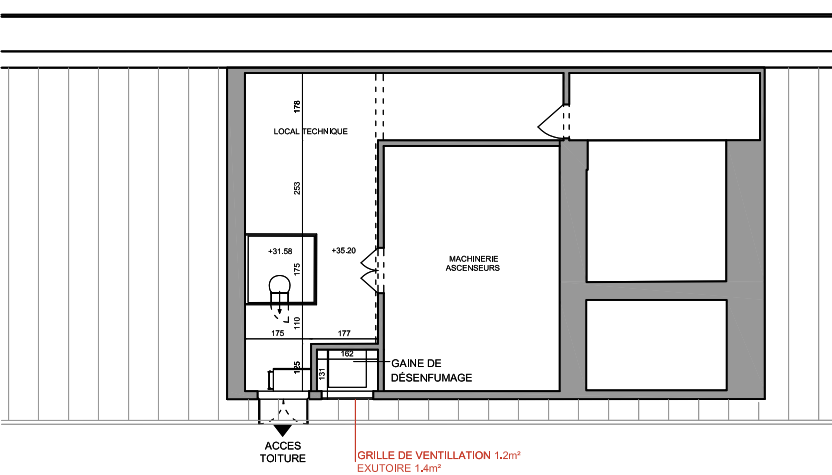 178
LOCAL TECHNIQUE
253
+31.58
+35.20
175
MACHINERIE
ASCENSEURS
110
175
177
162
125
131
GAINE DE
DÉSENFUMAGE
ACCES
TOITURE
GRILLE DE VENTILLATION 1.2m²
EXUTOIRE 1.4m²